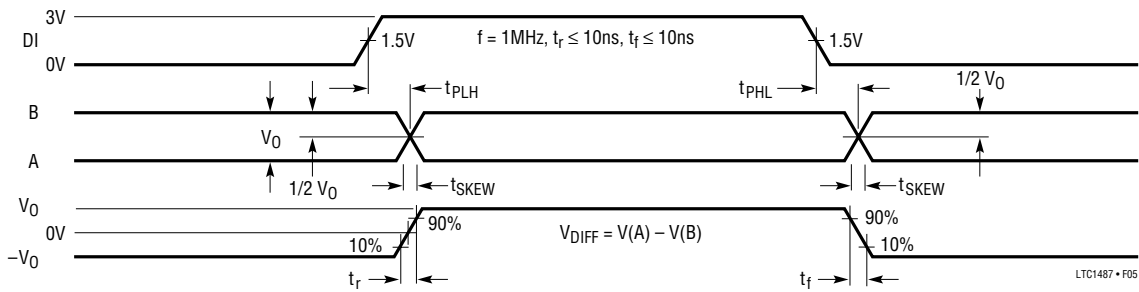 3V
DI
0V
1.5V
f = 1MHz, tr ≤ 10ns, tf ≤ 10ns
1.5V
tPLH
tPHL
1/2 VO
B
VO
A
1/2 VO
tSKEW
tSKEW
VO
0V
–VO
90%
10%
VDIFF = V(A) – V(B)
90%
10%
tr
tf
LTC1487 • F05